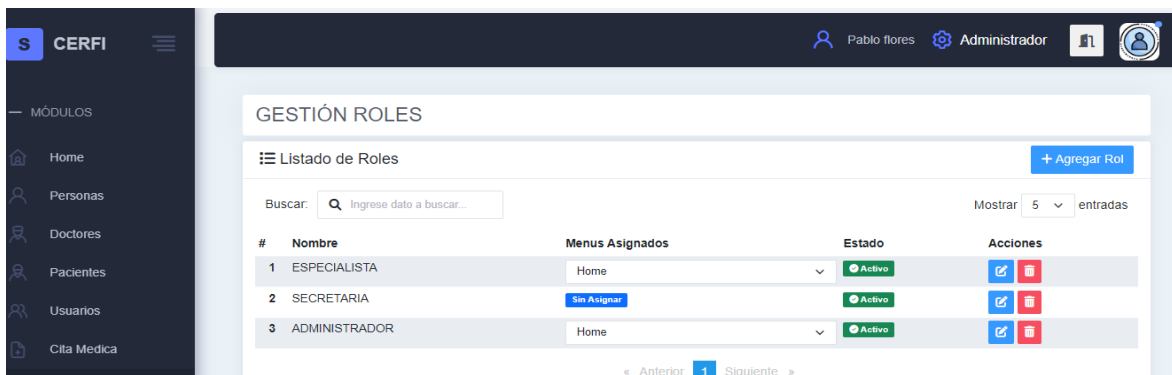 S CERFI
Pablo flores Administrador
— MÓDULOS
Home
Personas
Doctores
Pacientes
Usuarios
Cita Medica
GESTIÓN ROLES
Listado de Roles
+ Agregar Rol
Buscar: Ingrese dato a buscar...
Mostrar 5 entradas
# Nombre Menus Asignados Estado Acciones
1 ESPECIALISTA Home Activo
2 SECRETARIA Sin Asignar Activo
3 ADMINISTRADOR Home Activo
« Anterior 1 Siguiente »